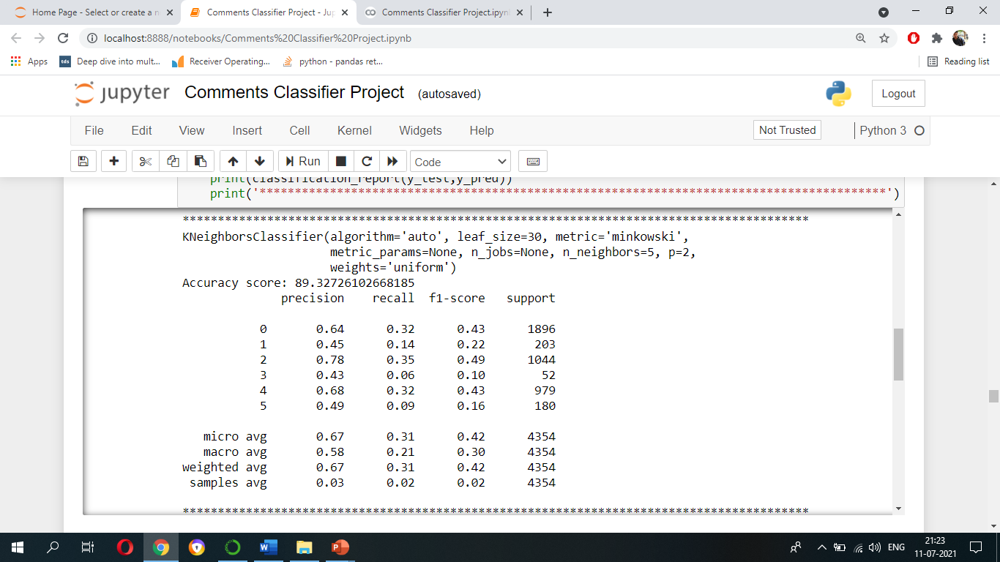 Home Page - Select or create a n
Comments Classifier Project - Jup
Comments Classifier Project.ipyn
localhost:8888/notebooks/Comments%20Classifier%20Project.ipynb
Apps
tds
Deep dive into mult...
Receiver Operating...
python - pandas ret...
Reading list
jupyter
Comments Classifier Project
(autosaved)
Logout
File Edit View Insert Cell Kernel Widgets Help
Not Trusted
Python 3
Run
Code
print(classification_report(y_test,y_pred))
print('*****************************************************************************************')
*****************************************************************************************
KNeighborsClassifier(algorithm='auto', leaf_size=30, metric='minkowski',
metric_params=None, n_jobs=None, n_neighbors=5, p=2,
weights='uniform')
Accuracy score: 89.32726102668185
precision recall f1-score support
0 0.64 0.32 0.43 1896
1 0.45 0.14 0.22 203
2 0.78 0.35 0.49 1044
3 0.43 0.06 0.10 52
4 0.68 0.32 0.43 979
5 0.49 0.09 0.16 180
micro avg 0.67 0.31 0.42 4354
macro avg 0.58 0.21 0.30 4354
weighted avg 0.67 0.31 0.42 4354
samples avg 0.03 0.02 0.02 4354
*****************************************************************************************
ENG
21:23
11-07-2021